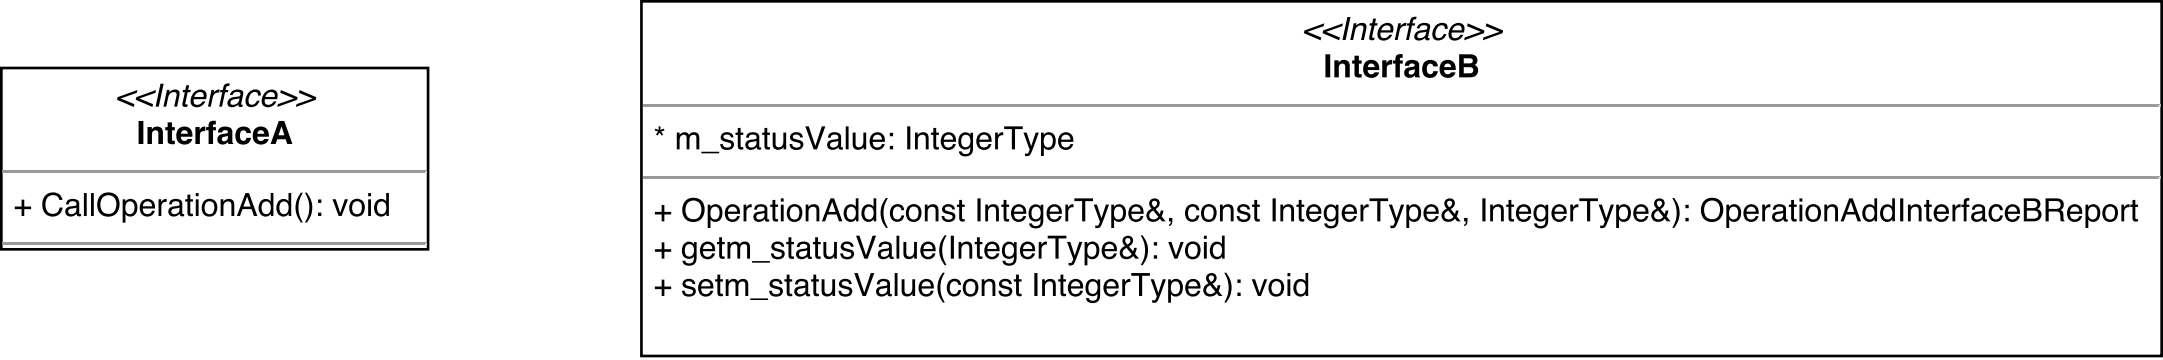 <<Interface>>
InterfaceA
+ CallOperationAdd(): void
<<Interface>>
InterfaceB
* m_statusValue: IntegerType
+ OperationAdd(const IntegerType&, const IntegerType&, IntegerType&): OperationAddInterfaceBReport
+ getm_statusValue(IntegerType&): void
+ setm_statusValue(const IntegerType&): void